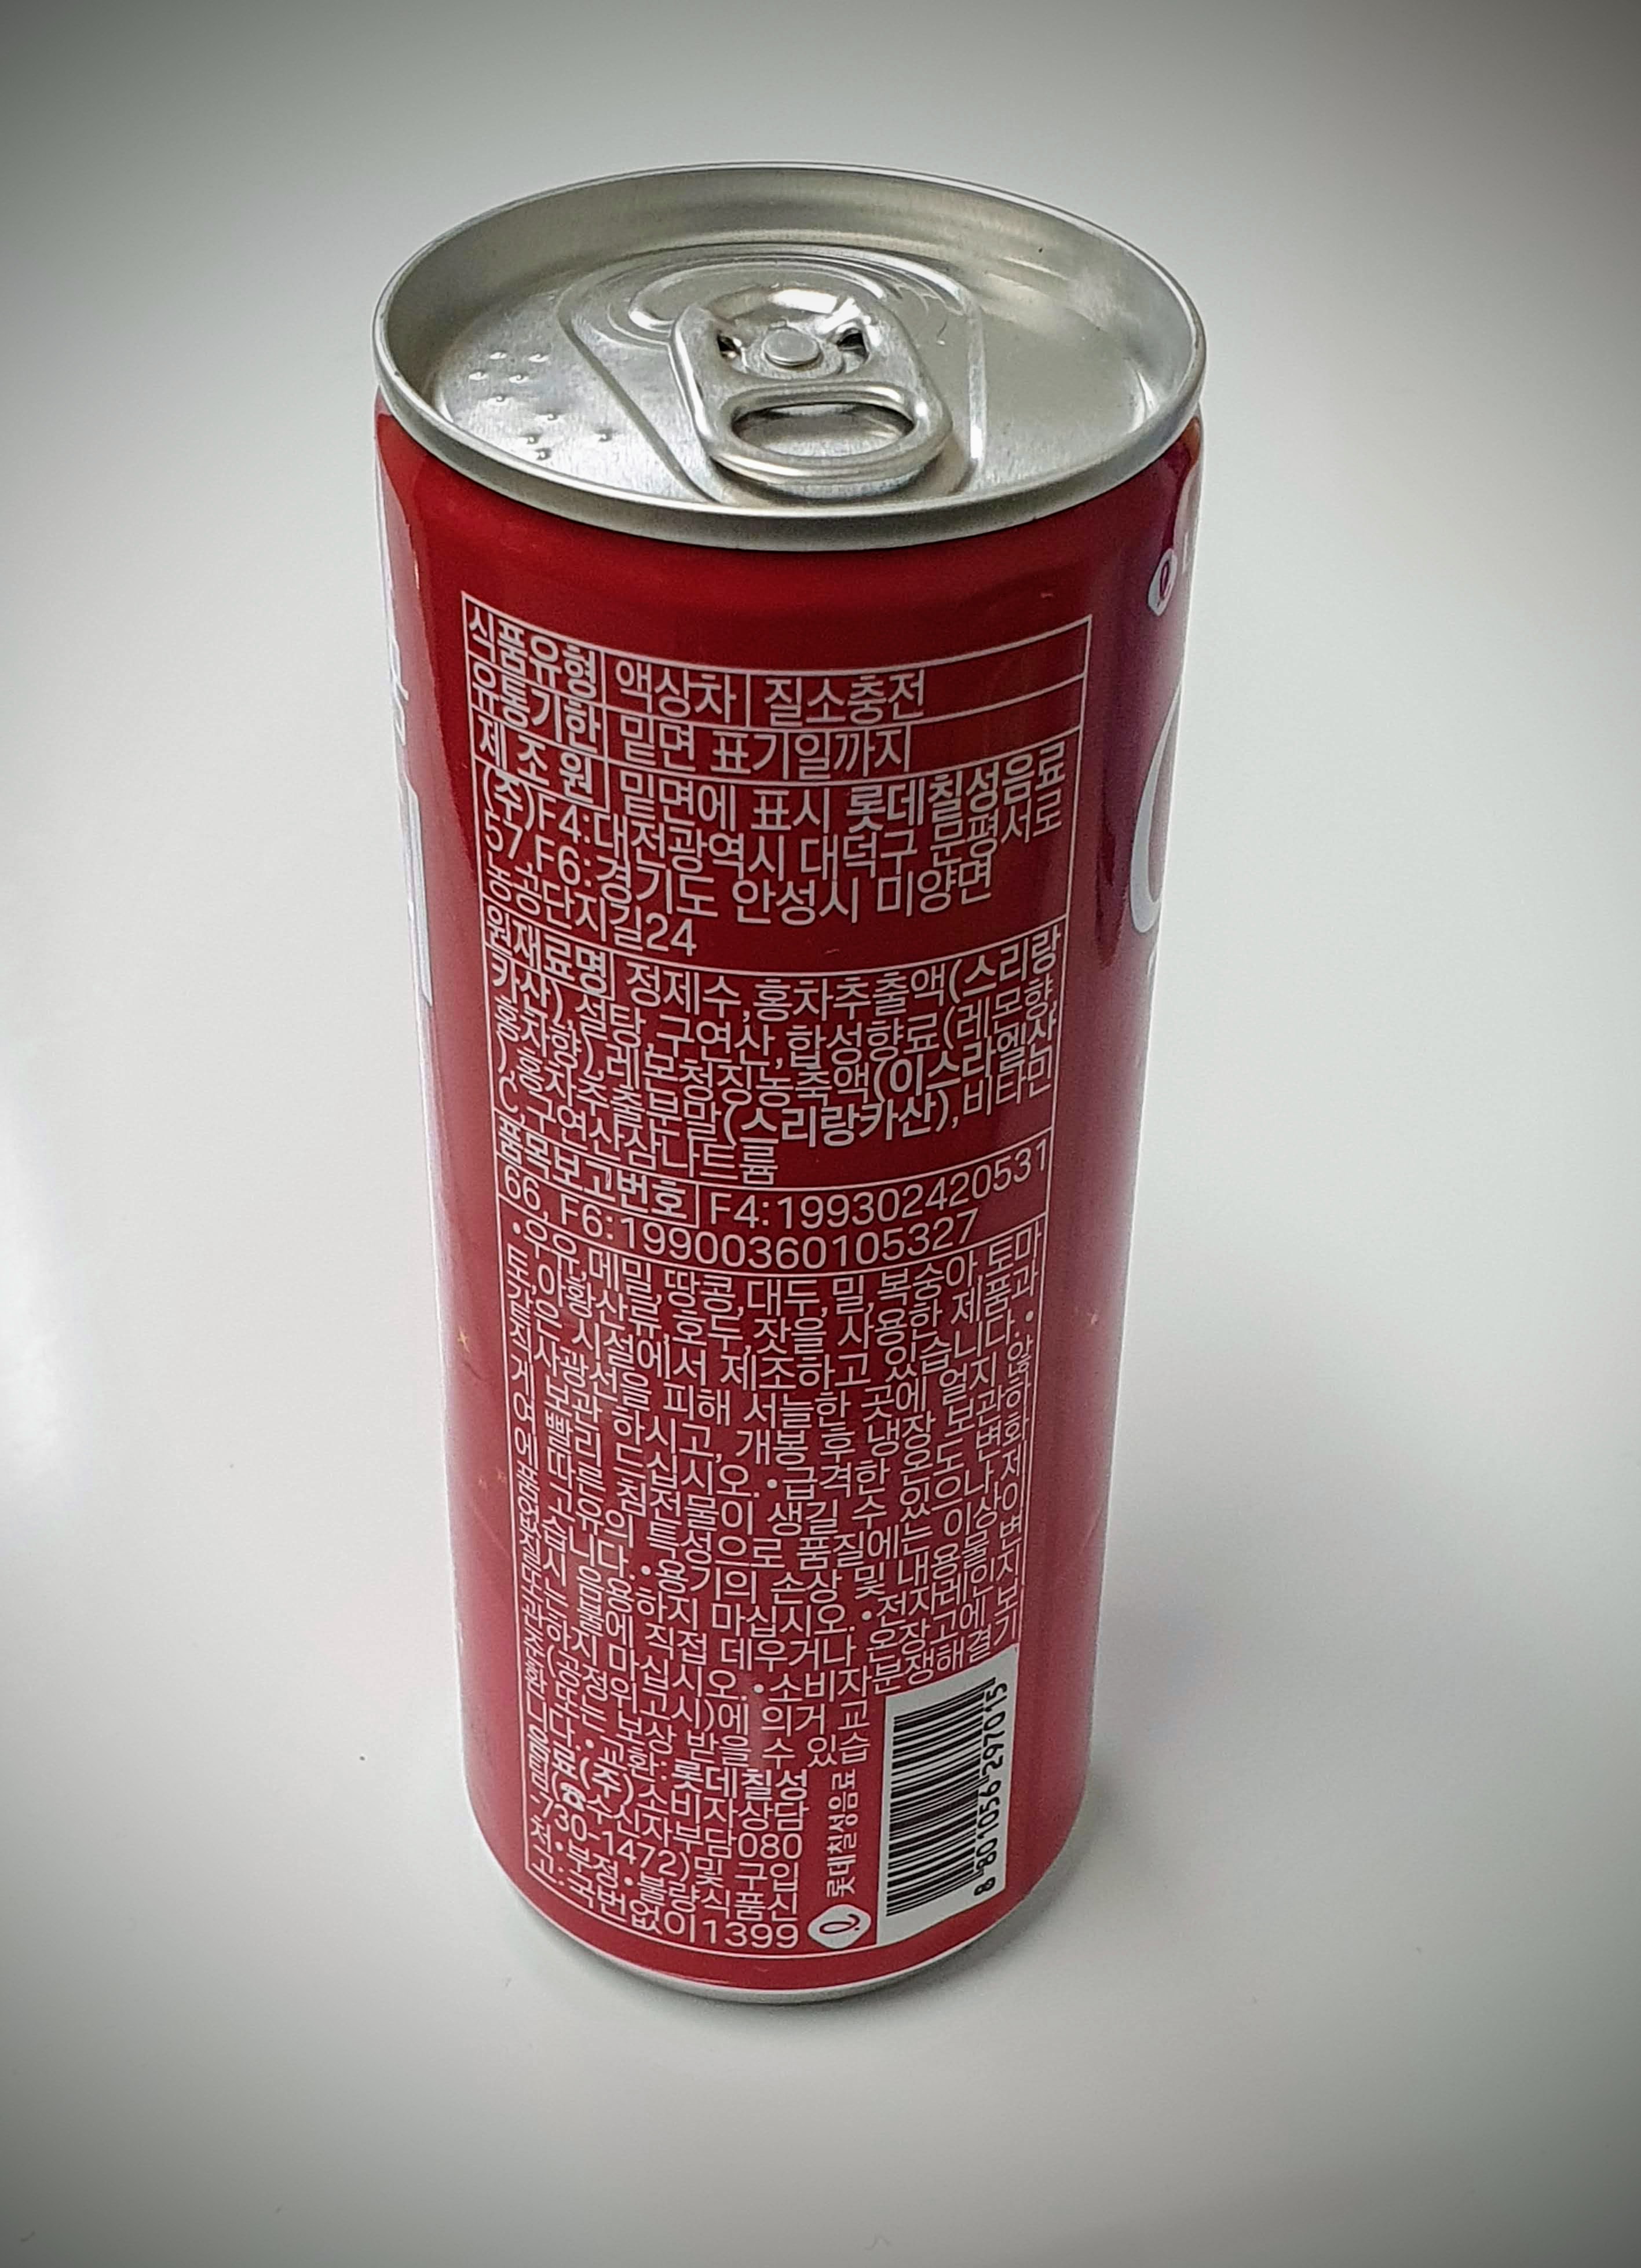 식품유형 액상차 질소충전
유통기한 밑면 표기일까지
제조원 밑면에 표시 롯데칠성음료
(주)F4:대전광역시 대덕구 문평서로
57,F6:경기도 안성시 미양면
농공단지길24
원재료명 정제수,홍차추출액(스리랑
카산),설탕,구연산,합성향료(레몬향,
홍차향),레몬청징농축액(이스라엘산
),홍차추출분말(스리랑카산),비타민
C,구연산삼나트륨
품목보고번호 F4:199302420531
66, F6:19900360105327
•우유,메밀,땅콩,대두,밀,복숭아,토마
토,아황산류,호두,잣을 사용한 제품과
같은 시설에서 제조하고 있습니다.•
직사광선을 피해 서늘한 곳에 열지 않
게 보관 하시고, 개봉 후 냉장 보관하
여 빨리 드십시오.•급격한 온도 변화
에 따른 침전물이 생길 수 있으나 제
품 고유의 특성으로 품질에는 이상이
없습니다.•용기의 손상 및 내용물 변
질 시 음용하지 마십시오.•전자레인지
또는 불에 직접 데우거나 온장고에 보
관하지 마십시오.•소비자분쟁해결기
준(공정위고시)에 의거 교
환 또는 보상 받을 수 있습
니다.•교환:롯데칠성
음료(주)소비자상담
실(☎수신자부담080
-730-1472)및 구입
처•부정•불량식품신
고:국번없이1399
롯데칠성음료
8 801056 297015